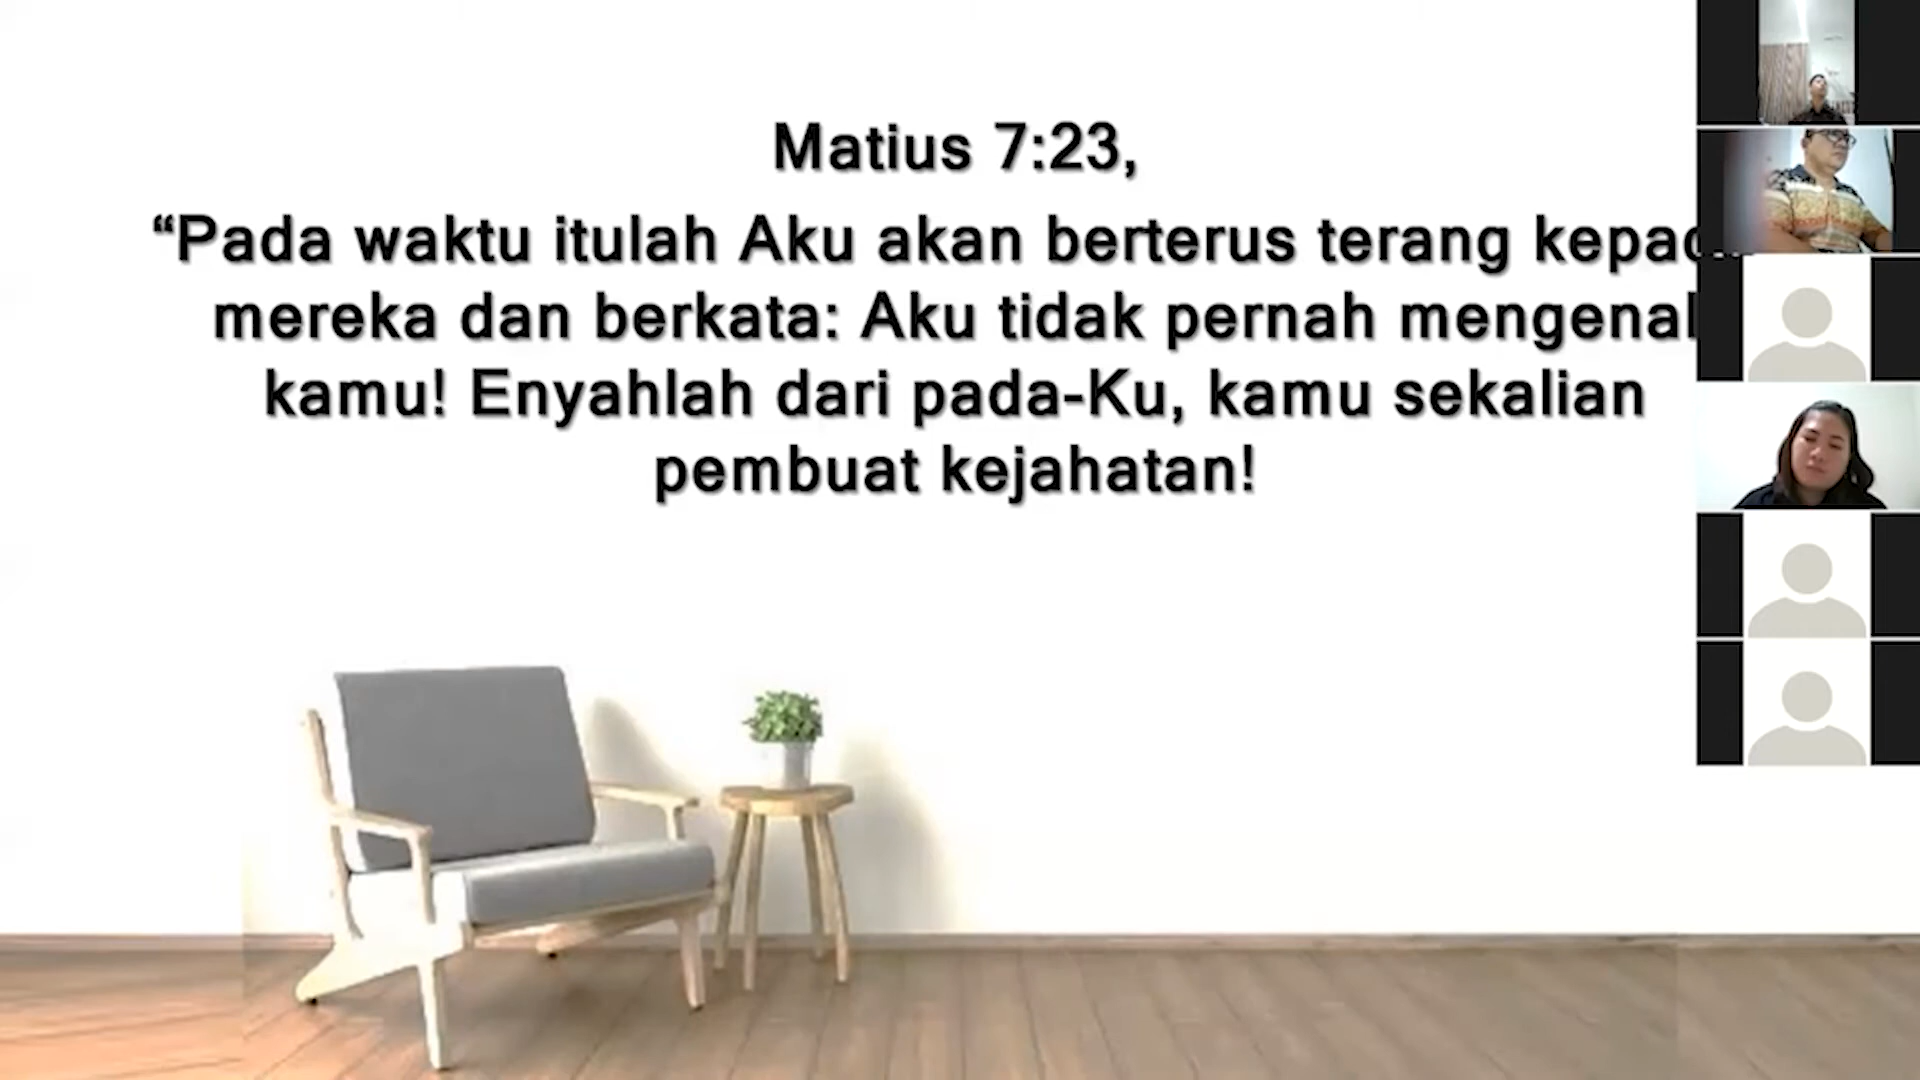 Matius 7:23,
“Pada waktu itulah Aku akan berterus terang kepada
mereka dan berkata: Aku tidak pernah mengenal
kamu! Enyahlah dari pada-Ku, kamu sekalian
pembuat kejahatan!